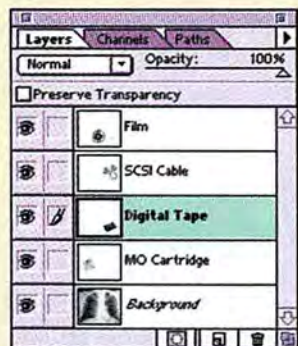 Layers Channels Paths
Normal Opacity: 100%
Preserve Transparency
Film
SCSI Cable
Digital Tape
MO Cartridge
Background